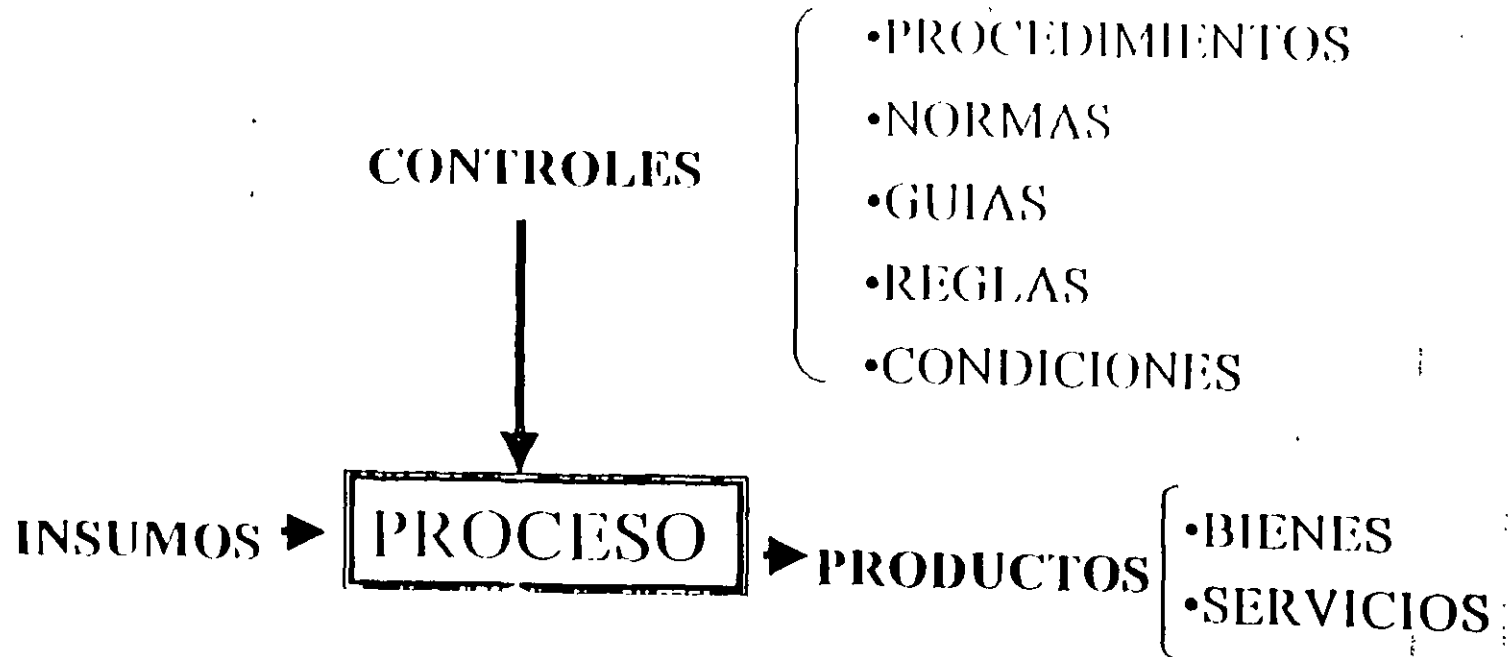 •PROCEDIMIENTOS
•NORMAS
CONTROLES
•GUIAS
•REGLAS
•CONDICIONES
INSUMOS
PROCESO
PRODUCTOS
•BIENES
•SERVICIOS